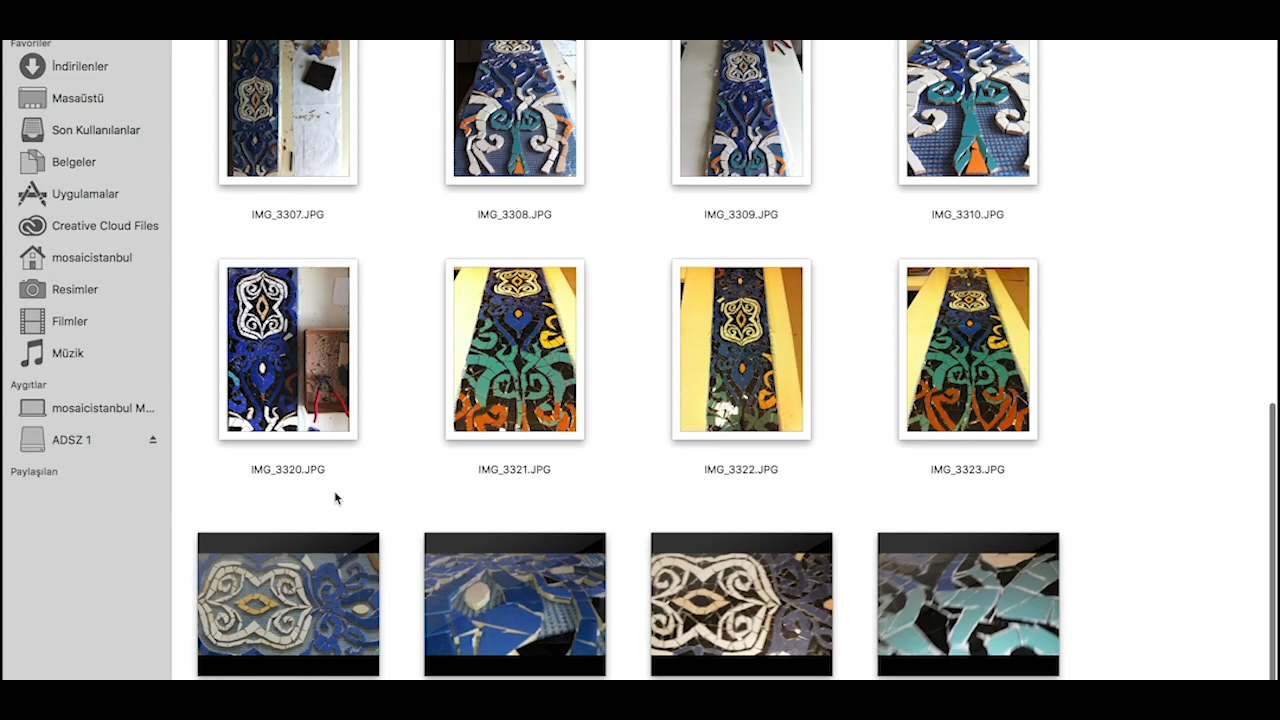 Favoriler
İndirilenler
Masaüstü
Son Kullanılanlar
Belgeler
Uygulamalar
Creative Cloud Files
mosaicistanbul
Resimler
Filmler
Müzik
Aygıtlar
mosaicistanbul M...
ADSZ 1
Paylaşılan
IMG_3307.JPG
IMG_3308.JPG
IMG_3309.JPG
IMG_3310.JPG
IMG_3320.JPG
IMG_3321.JPG
IMG_3322.JPG
IMG_3323.JPG